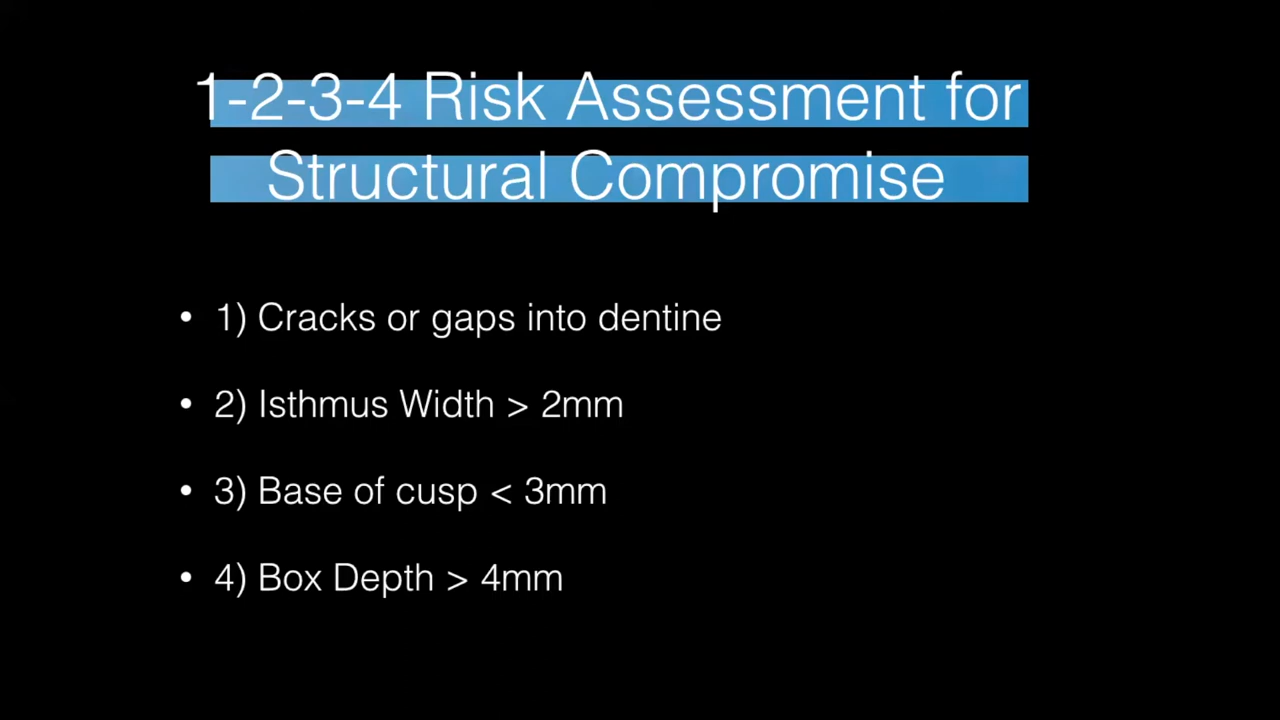 1-2-3-4 Risk Assessment for
Structural Compromise
• 1) Cracks or gaps into dentine
• 2) Isthmus Width > 2mm
• 3) Base of cusp < 3mm
• 4) Box Depth > 4mm